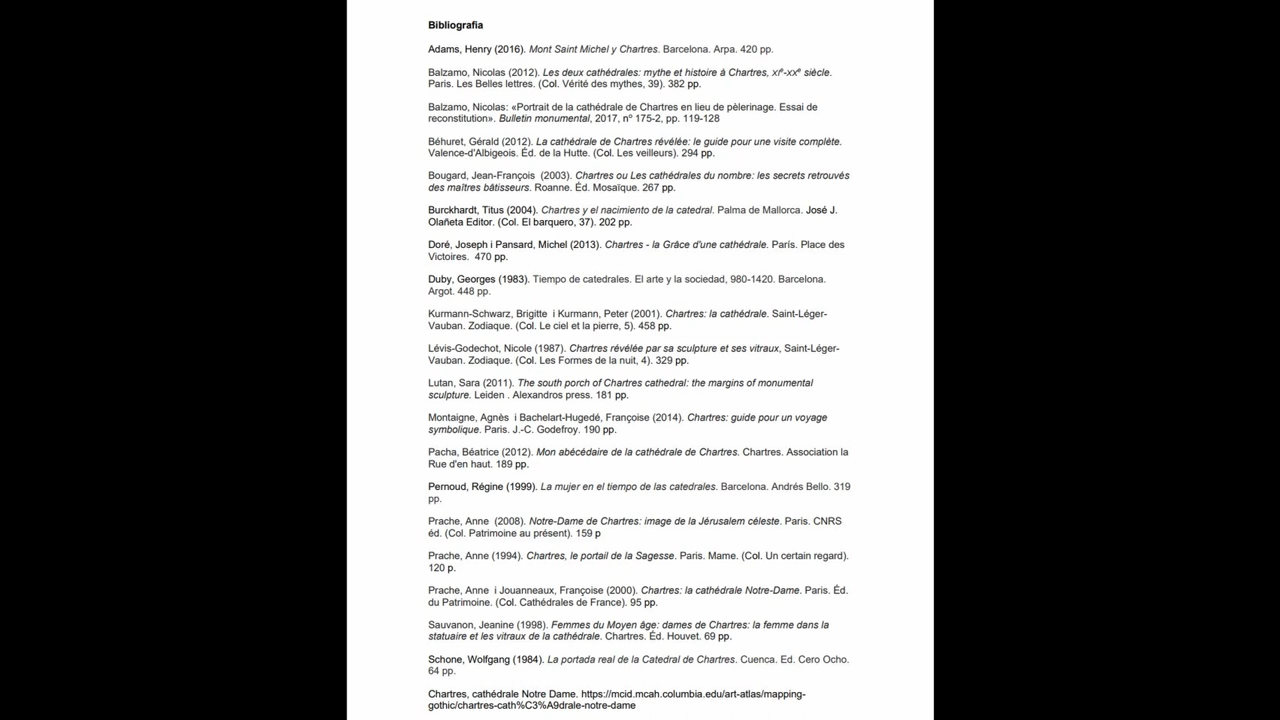 Bibliografia
Adams, Henry (2016). Mont Saint Michel y Chartres. Barcelona. Arpa. 420 pp.
Balzamo, Nicolas (2012). Les deux cathédrales: mythe et histoire à Chartres, XIe-XXe siècle.
Paris. Les Belles lettres. (Col. Vérité des mythes, 39). 382 pp.
Balzamo, Nicolas: «Portrait de la cathédrale de Chartres en lieu de pèlerinage. Essai de
reconstitution». Bulletin monumental, 2017, nº 175-2, pp. 119-128
Béhuret, Gérald (2012). La cathédrale de Chartres révélée: le guide pour une visite complète.
Valence-d'Albigeois. Éd. de la Hutte. (Col. Les veilleurs). 294 pp.
Bougard, Jean-François (2003). Chartres ou Les cathédrales du nombre: les secrets retrouvés
des maîtres bâtisseurs. Roanne. Éd. Mosaïque. 267 pp.
Burckhardt, Titus (2004). Chartres y el nacimiento de la catedral. Palma de Mallorca. José J.
Olañeta Editor. (Col. El barquero, 37). 202 pp.
Doré, Joseph i Pansard, Michel (2013). Chartres - la Grâce d'une cathédrale. París. Place des
Victoires. 470 pp.
Duby, Georges (1983). Tiempo de catedrales. El arte y la sociedad, 980-1420. Barcelona.
Argot. 448 pp.
Kurmann-Schwarz, Brigitte i Kurmann, Peter (2001). Chartres: la cathédrale. Saint-Léger-
Vauban. Zodiaque. (Col. Le ciel et la pierre, 5). 458 pp.
Lévis-Godechot, Nicole (1987). Chartres révélée par sa sculpture et ses vitraux, Saint-Léger-
Vauban. Zodiaque. (Col. Les Formes de la nuit, 4). 329 pp.
Lutan, Sara (2011). The south porch of Chartres cathedral: the margins of monumental
sculpture. Leiden . Alexandros press. 181 pp.
Montaigne, Agnès i Bachelart-Hugedé, Françoise (2014). Chartres: guide pour un voyage
symbolique. Paris. J.-C. Godefroy. 190 pp.
Pacha, Béatrice (2012). Mon abécédaire de la cathédrale de Chartres. Chartres. Association la
Rue d'en haut. 189 pp.
Pernoud, Régine (1999). La mujer en el tiempo de las catedrales. Barcelona. Andrés Bello. 319
pp.
Prache, Anne (2008). Notre-Dame de Chartres: image de la Jérusalem céleste. Paris. CNRS
éd. (Col. Patrimoine au présent). 159 p
Prache, Anne (1994). Chartres, le portail de la Sagesse. Paris. Mame. (Col. Un certain regard).
120 p.
Prache, Anne i Jouanneaux, Françoise (2000). Chartres: la cathédrale Notre-Dame. Paris. Éd.
du Patrimoine. (Col. Cathédrales de France). 95 pp.
Sauvanon, Jeanine (1998). Femmes du Moyen âge: dames de Chartres: la femme dans la
statuaire et les vitraux de la cathédrale. Chartres. Éd. Houvet. 69 pp.
Schone, Wolfgang (1984). La portada real de la Catedral de Chartres. Cuenca. Ed. Cero Ocho.
64 pp.
Chartres, cathédrale Notre Dame. https://mcid.mcah.columbia.edu/art-atlas/mapping-
gothic/chartres-cath%C3%A9drale-notre-dame